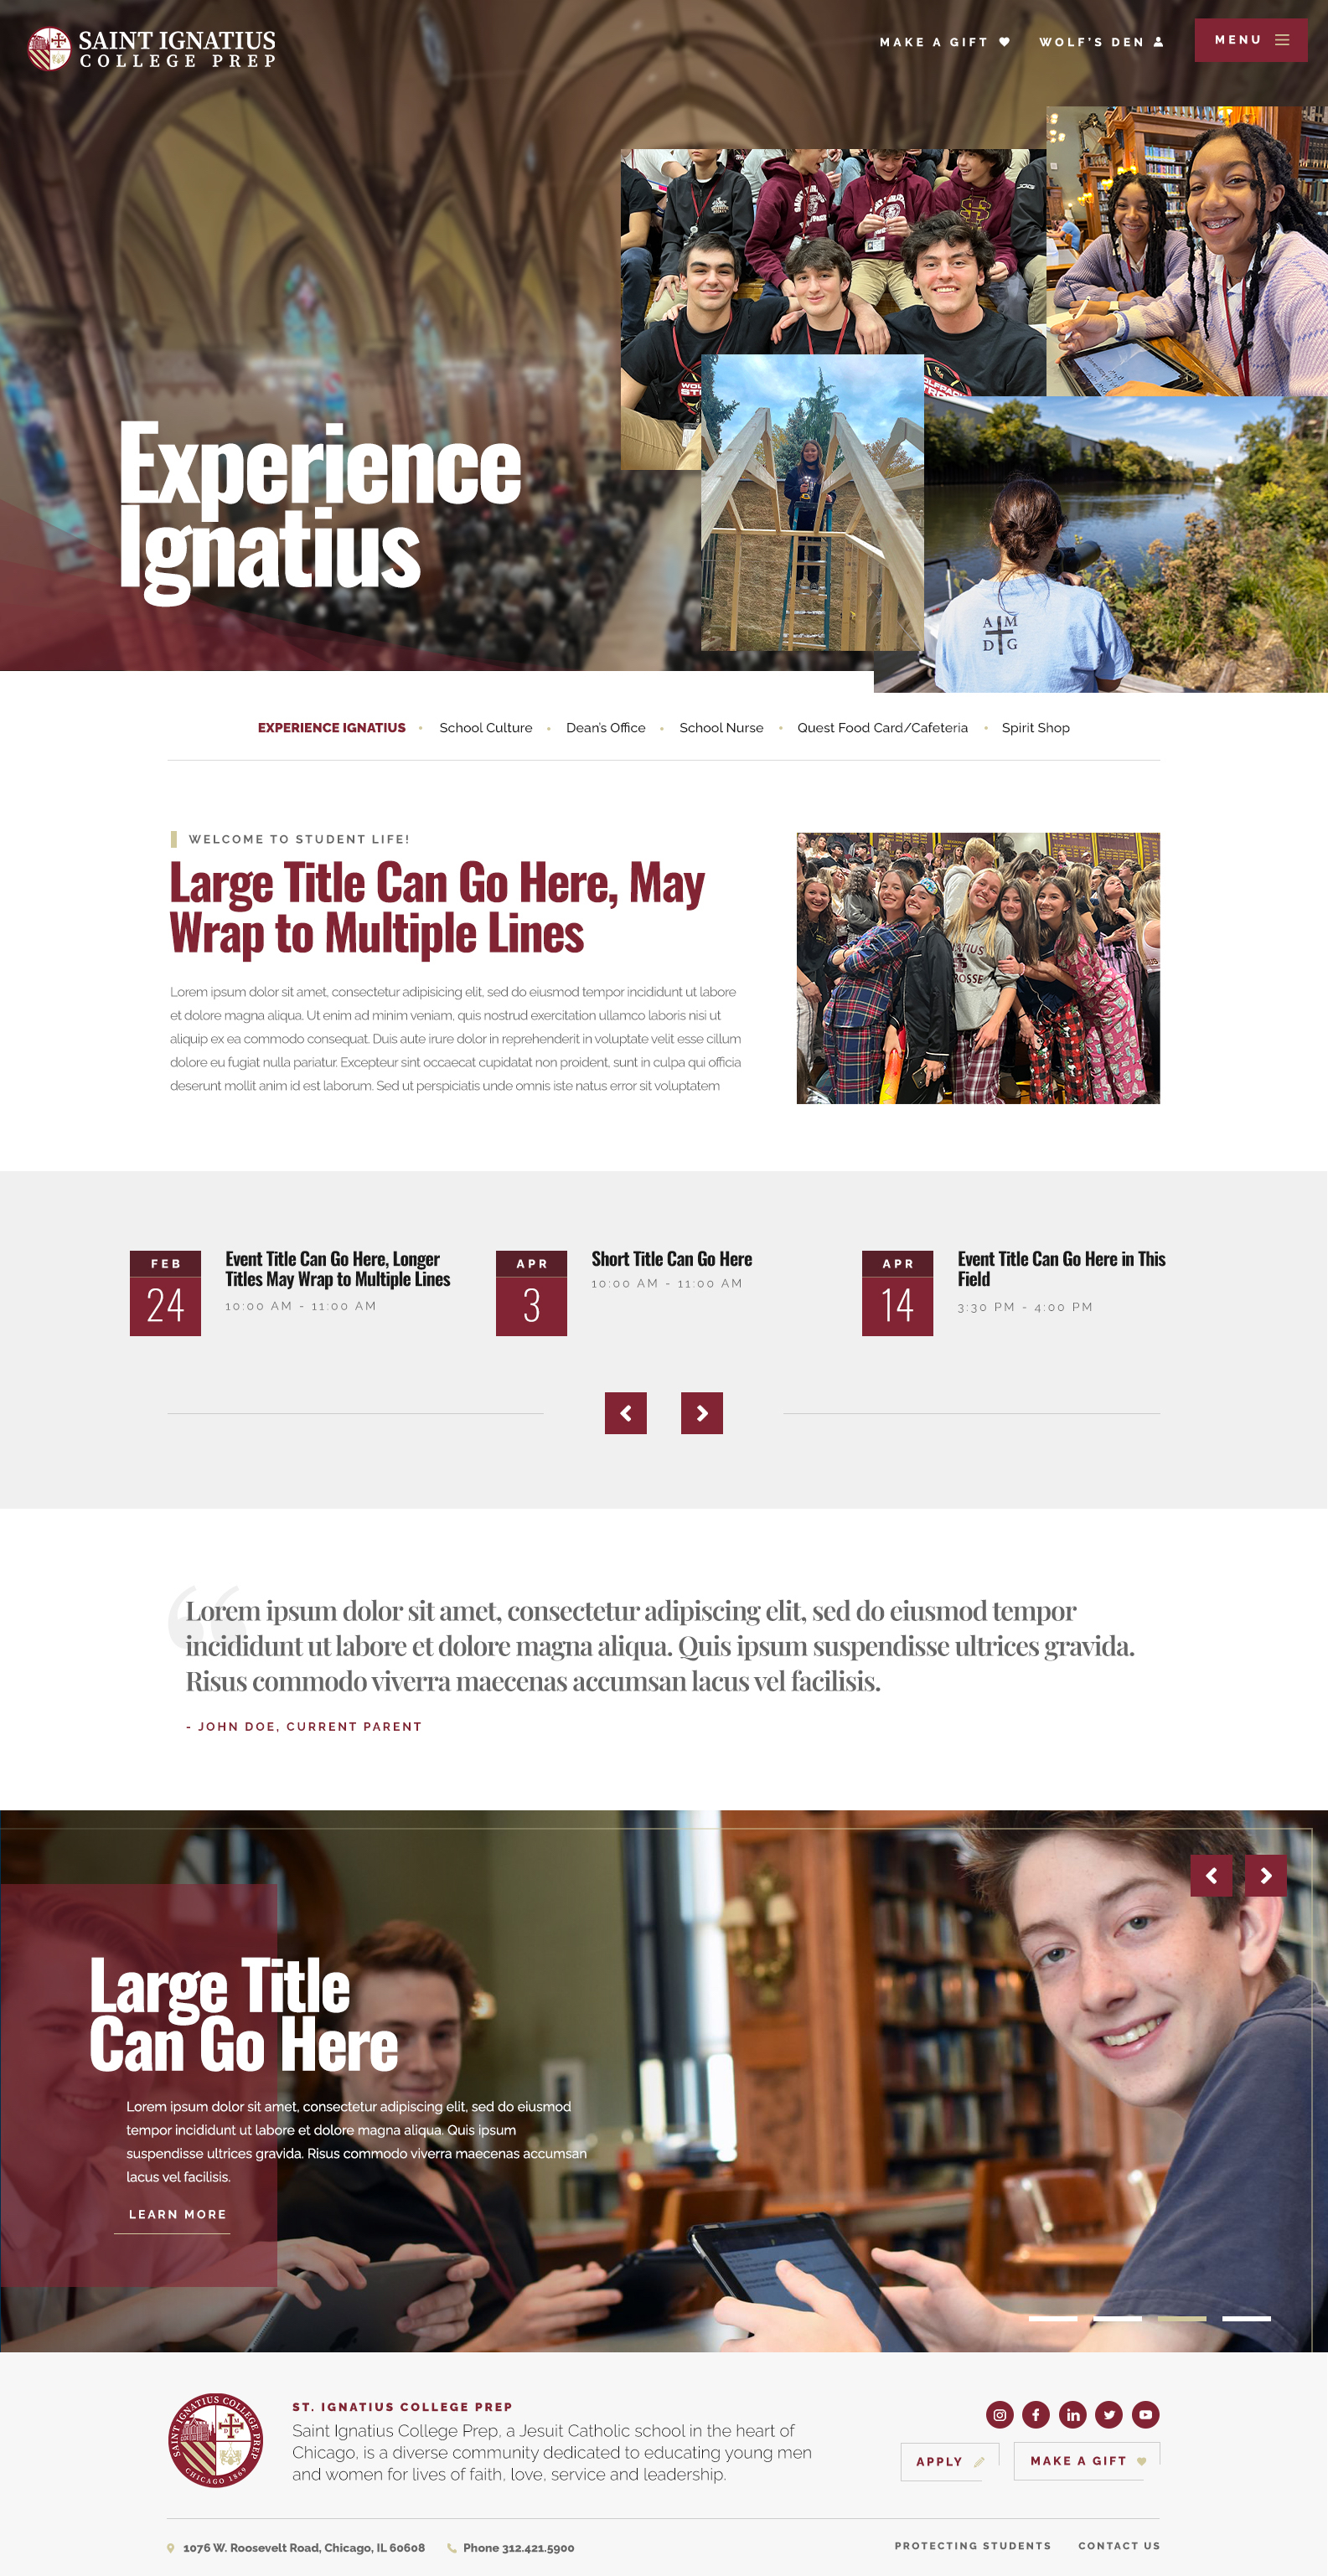 SAINT IGNATIUS
COLLEGE PREP
MAKE A GIFT
WOLF'S DEN
MENU
A M
D G
Experience
Ignatius
EXPERIENCE IGNATIUS • School Culture • Dean's Office • School Nurse • Quest Food Card/Cafeteria • Spirit Shop
WELCOME TO STUDENT LIFE!
Large Title Can Go Here, May
Wrap to Multiple Lines
Lorem ipsum dolor sit amet, consectetur adipisicing elit, sed do eiusmod tempor incididunt ut labore
et dolore magna aliqua. Ut enim ad minim veniam, quis nostrud exercitation ullamco laboris nisi ut
aliquip ex ea commodo consequat. Duis aute irure dolor in reprehenderit in voluptate velit esse cillum
dolore eu fugiat nulla pariatur. Excepteur sint occaecat cupidatat non proident, sunt in culpa qui officia
deserunt mollit anim id est laborum. Sed ut perspiciatis unde omnis iste natus error sit voluptatem
FEB
24
Event Title Can Go Here, Longer
Titles May Wrap to Multiple Lines
10:00 AM - 11:00 AM
APR
3
Short Title Can Go Here
10:00 AM - 11:00 AM
APR
14
Event Title Can Go Here in This
Field
3:30 PM - 4:00 PM
“
Lorem ipsum dolor sit amet, consectetur adipiscing elit, sed do eiusmod tempor
incididunt ut labore et dolore magna aliqua. Quis ipsum suspendisse ultrices gravida.
Risus commodo viverra maecenas accumsan lacus vel facilisis.
- JOHN DOE, CURRENT PARENT
Large Title
Can Go Here
Lorem ipsum dolor sit amet, consectetur adipiscing elit, sed do eiusmod
tempor incididunt ut labore et dolore magna aliqua. Quis ipsum
suspendisse ultrices gravida. Risus commodo viverra maecenas accumsan
lacus vel facilisis.
LEARN MORE
SAINT IGNATIUS COLLEGE PREP
CHICAGO 1869
ST. IGNATIUS COLLEGE PREP
Saint Ignatius College Prep, a Jesuit Catholic school in the heart of
Chicago, is a diverse community dedicated to educating young men
and women for lives of faith, love, service and leadership.
APPLY
MAKE A GIFT
1076 W. Roosevelt Road, Chicago, IL 60608
Phone 312.421.5900
PROTECTING STUDENTS
CONTACT US